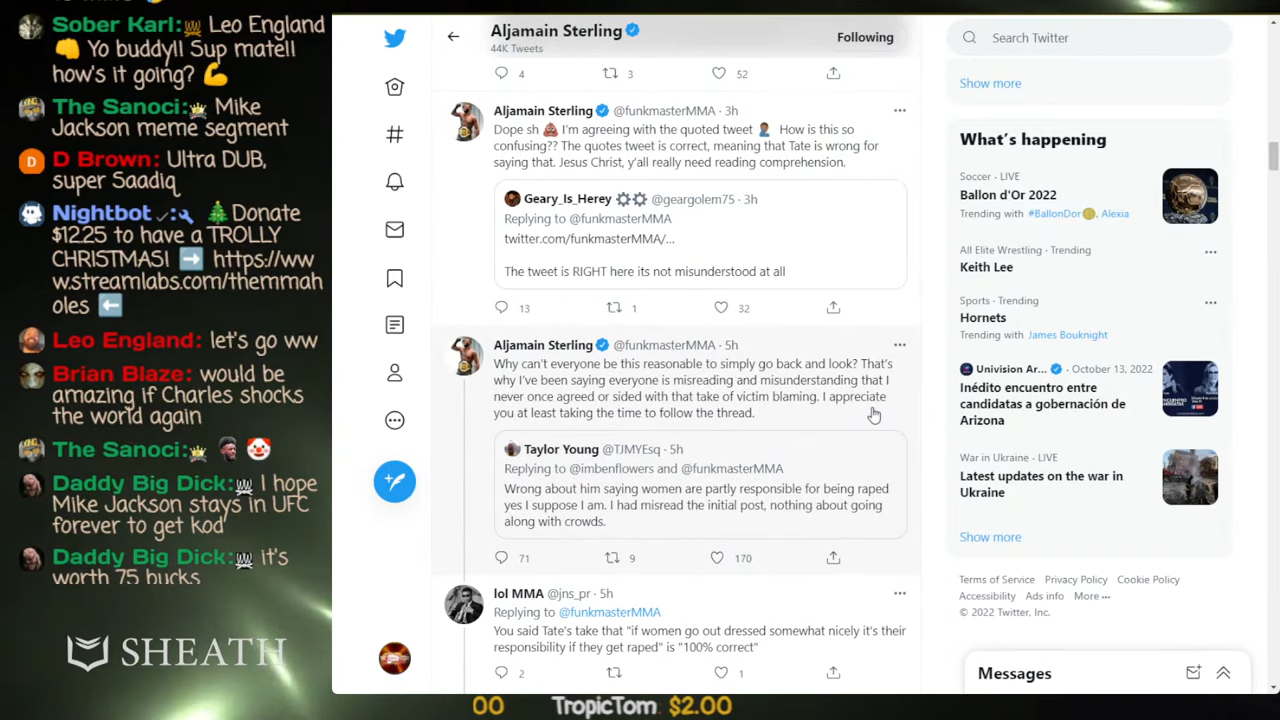 Sober Karl: Leo England
👊 Yo buddy!! Sup mate!!
how's it going? 💪
The Sanoci: Mike
Jackson meme segment
D Brown: Ultra DUB,
super Saadiq
Nightbot ✓: 🎄Donate
$12.25 to have a TROLLY
CHRISTMAS! ➡️ https://ww
w.streamlabs.com/themmah
oles ⬅️
Leo England: let's go ww
Brian Blaze: would be
amazing if Charles shocks
the world again
The Sanoci:
Daddy Big Dick: I hope
Mike Jackson stays in UFC
forever to get kod
Daddy Big Dick: it's
worth 75 bucks
SHEATH
Aljamain Sterling
44K Tweets
Following
4 3 52
Aljamain Sterling @funkmasterMMA · 3h
Dope sh 💩 I'm agreeing with the quoted tweet 🤦🏾‍♂️ How is this so
confusing?? The quotes tweet is correct, meaning that Tate is wrong for
saying that. Jesus Christ, y'all really need reading comprehension.
Geary_Is_Herey ⚙️⚙️ @geargolem75 · 3h
Replying to @funkmasterMMA
twitter.com/funkmasterMMA/...
The tweet is RIGHT here its not misunderstood at all
13 1 32
Aljamain Sterling @funkmasterMMA · 5h
Why can't everyone be this reasonable to simply go back and look? That's
why I've been saying everyone is misreading and misunderstanding that I
never once agreed or sided with that take of victim blaming. I appreciate
you at least taking the time to follow the thread.
Taylor Young @TJMYEsq · 5h
Replying to @imbenflowers and @funkmasterMMA
Wrong about him saying women are partly responsible for being raped
yes I suppose I am. I had misread the initial post, nothing about going
along with crowds.
71 9 170
lol MMA @jns_pr · 5h
Replying to @funkmasterMMA
You said Tate's take that "if women go out dressed somewhat nicely it's their
responsibility if they get raped" is "100% correct"
2 1
Search Twitter
Show more
What's happening
Soccer · LIVE
Ballon d'Or 2022
Trending with #BallonDor, Alexia
All Elite Wrestling · Trending
Keith Lee
Sports · Trending
Hornets
Trending with James Bouknight
Univision Ar... · October 13, 2022
Inédito encuentro entre
candidatas a gobernación de
Arizona
War in Ukraine · LIVE
Latest updates on the war in
Ukraine
Show more
Terms of Service Privacy Policy Cookie Policy
Accessibility Ads info More ···
© 2022 Twitter, Inc.
Messages
00 TropicTom $2.00